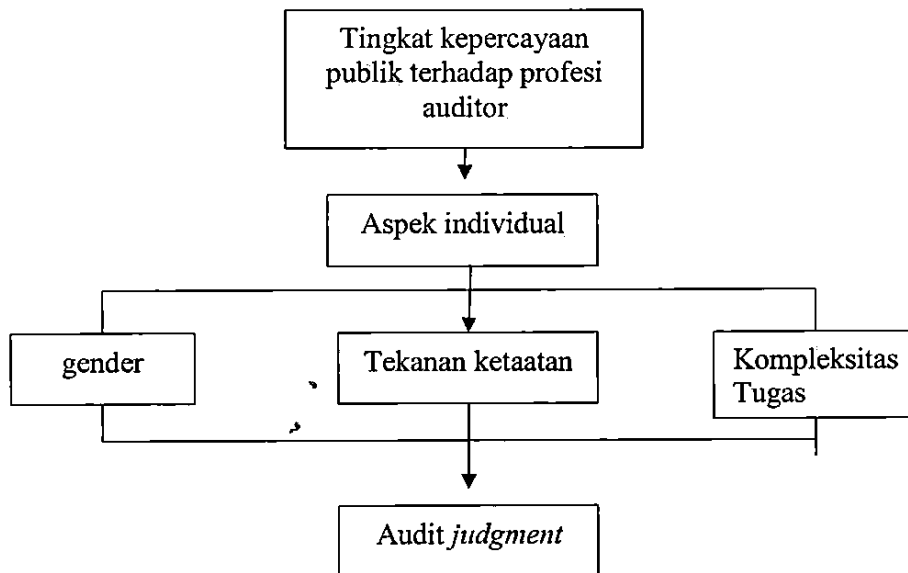 Tingkat kepercayaan
publik terhadap profesi
auditor
Aspek individual
gender
Tekanan ketaatan
Kompleksitas
Tugas
Audit judgment